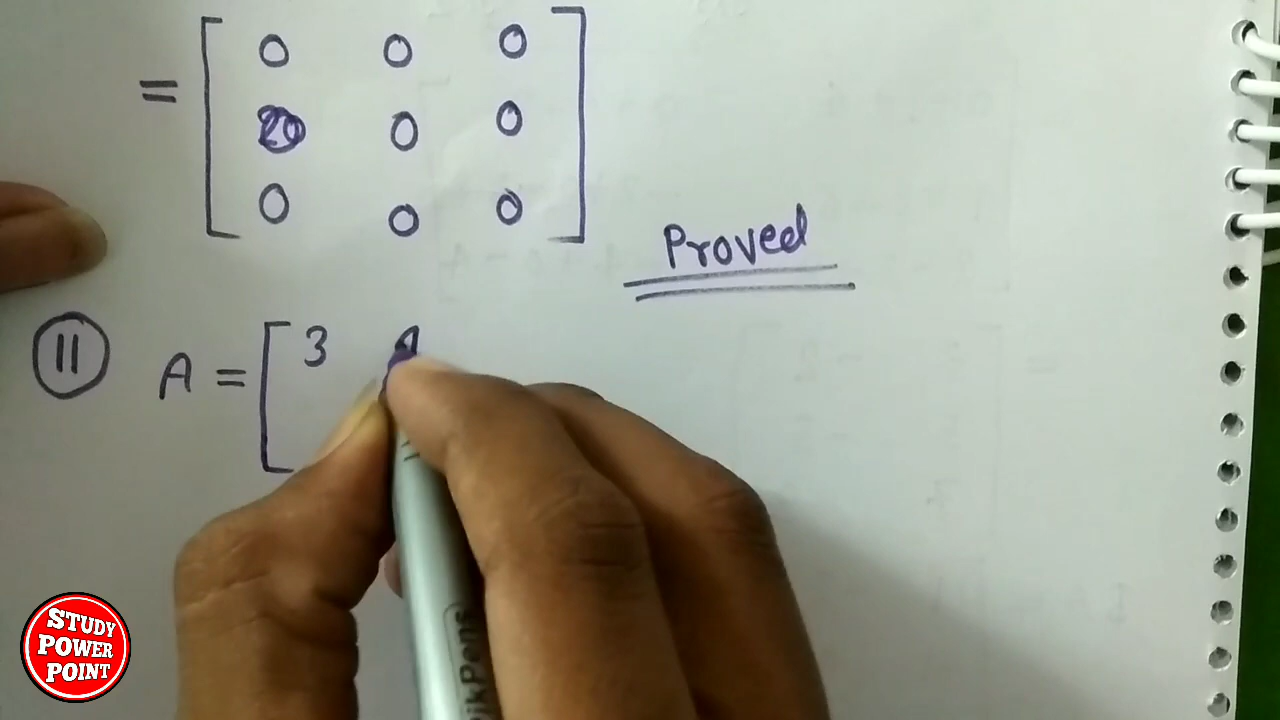 0 0 0
= 20 0 0
0 0 0
Proved
11 A = [ 3
STUDY
POWER
POINT